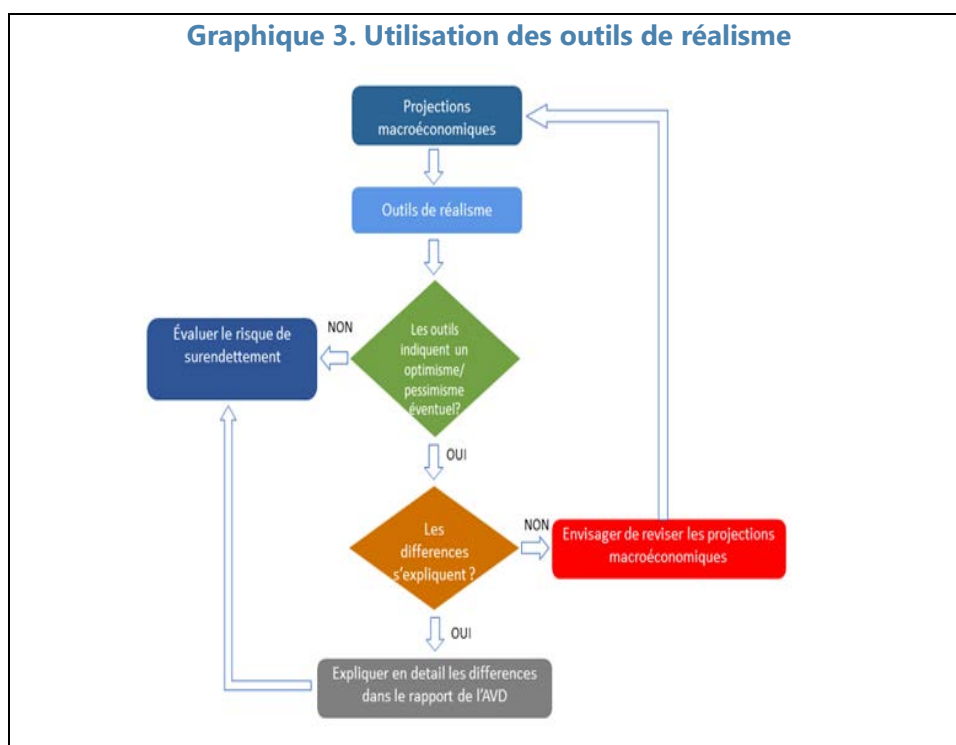 Graphique 3. Utilisation des outils de réalisme
Projections
macroéconomiques
Outils de réalisme
Les outils
indiquent un
optimisme/
pessimisme
éventuel?
NON
Évaluer le risque de
surendettement
OUI
Les
differences
s'expliquent ?
NON
Envisager de reviser les projections
macroéconomiques
OUI
Expliquer en detail les differences
dans le rapport de l'AVD